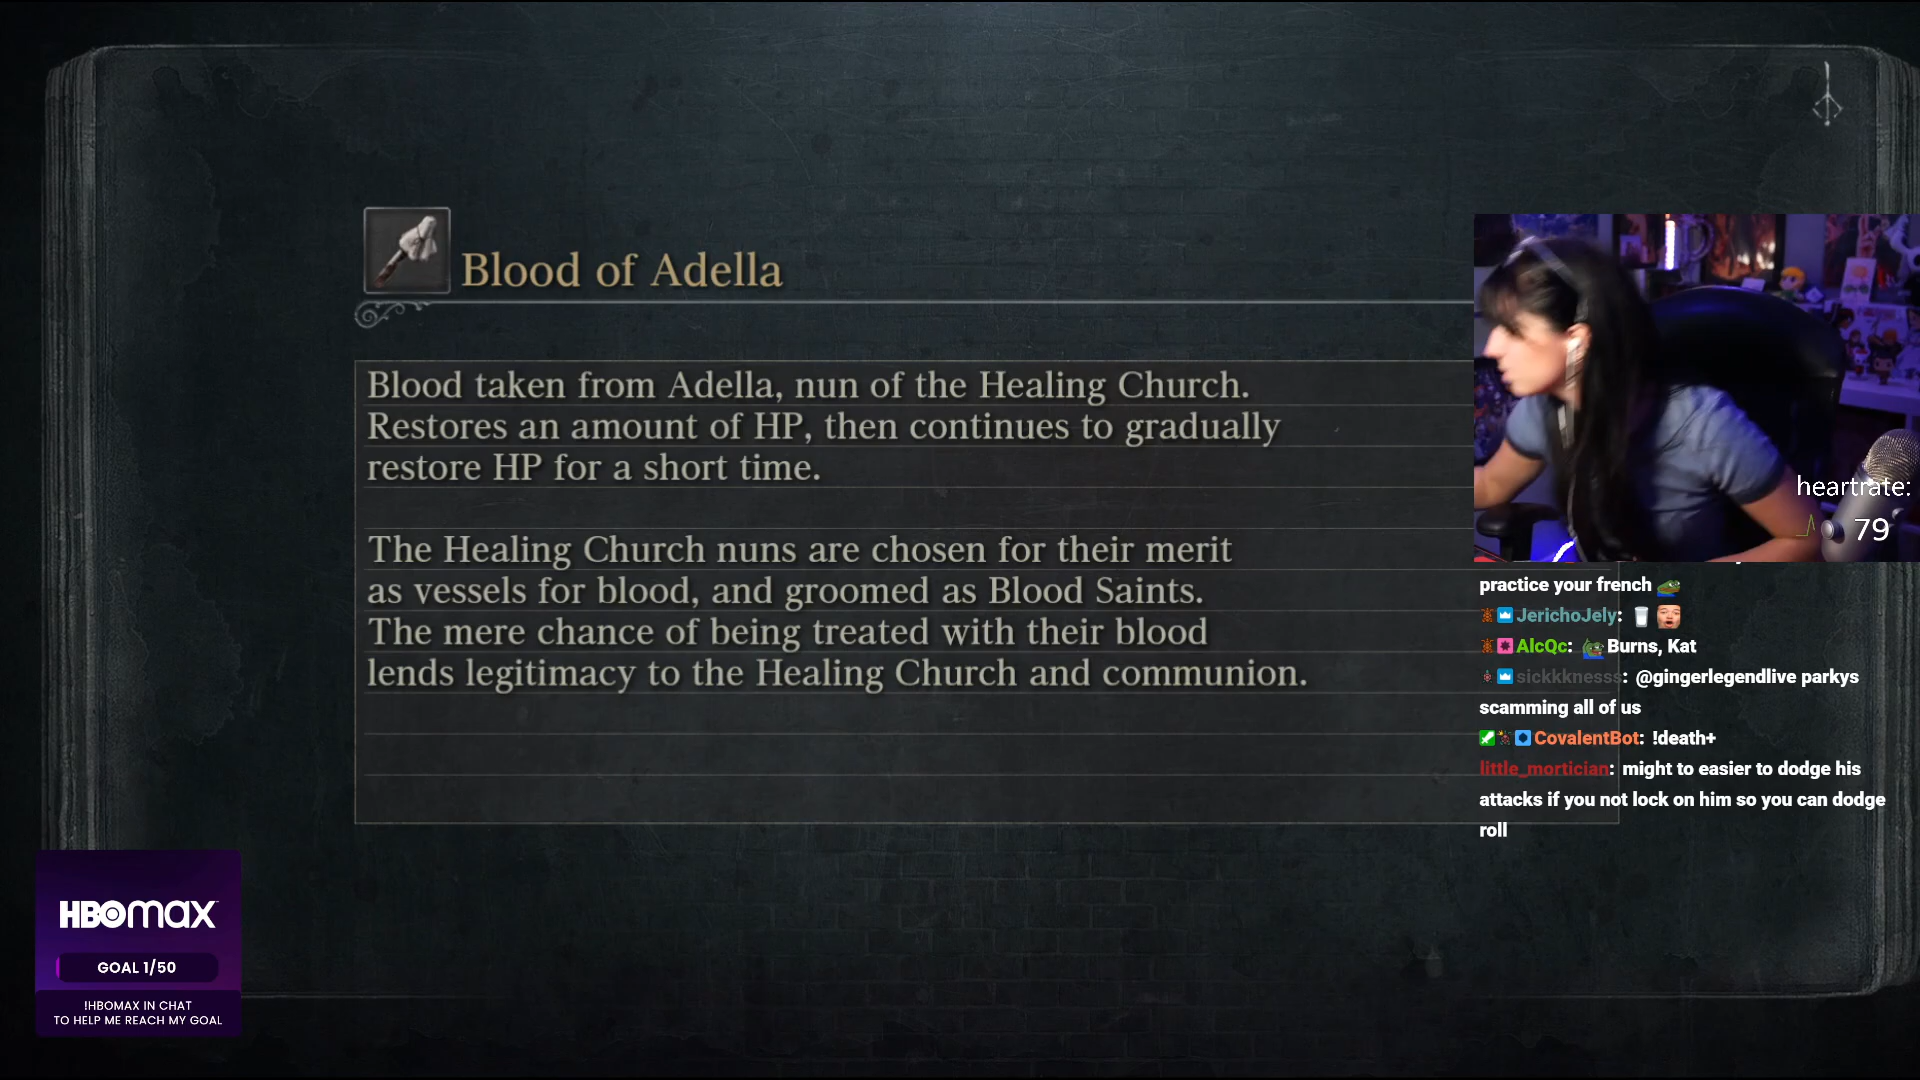 Blood of Adella
Blood taken from Adella, nun of the Healing Church.
Restores an amount of HP, then continues to gradually
restore HP for a short time.
The Healing Church nuns are chosen for their merit
as vessels for blood, and groomed as Blood Saints.
The mere chance of being treated with their blood
lends legitimacy to the Healing Church and communion.
heartrate:
79
practice your french
JerichoJely:
AlcQc: Burns, Kat
sickkknesss: @gingerlegendlive parkys
scamming all of us
CovalentBot: !death+
little_mortician: might to easier to dodge his
attacks if you not lock on him so you can dodge
roll
HBOMAX
GOAL 1/50
!HBOMAX IN CHAT
TO HELP ME REACH MY GOAL